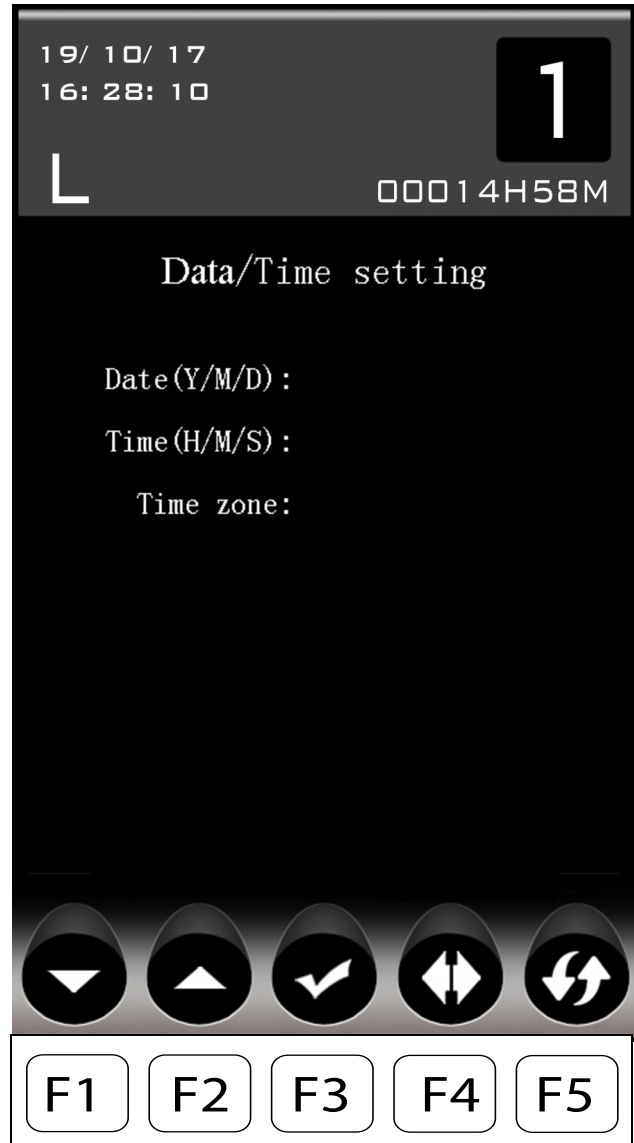 19/ 10/ 17
16: 28: 10
1
L
00014H58M
Data/Time setting
Date(Y/M/D):
Time(H/M/S):
Time zone:
F1 F2 F3 F4 F5